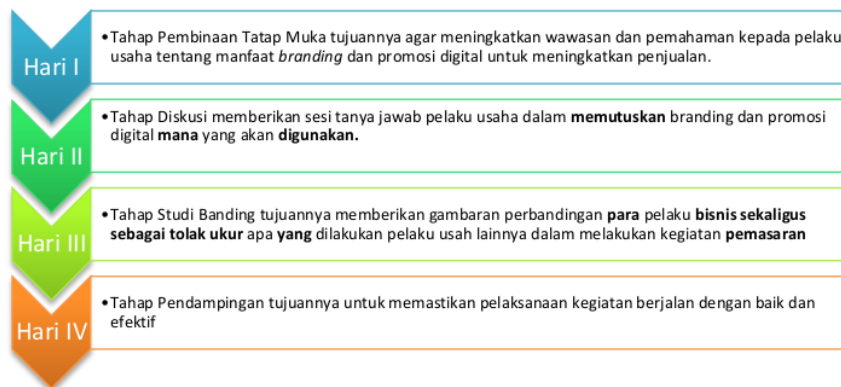 Hari I
•Tahap Pembinaan Tatap Muka tujuannya agar meningkatkan wawasan dan pemahaman kepada pelaku
usaha tentang manfaat branding dan promosi digital untuk meningkatkan penjualan.
Hari II
•Tahap Diskusi memberikan sesi tanya jawab pelaku usaha dalam memutuskan branding dan promosi
digital mana yang akan digunakan.
Hari III
•Tahap Studi Banding tujuannya memberikan gambaran perbandingan para pelaku bisnis sekaligus
sebagai tolak ukur apa yang dilakukan pelaku usah lainnya dalam melakukan kegiatan pemasaran
Hari IV
•Tahap Pendampingan tujuannya untuk memastikan pelaksanaan kegiatan berjalan dengan baik dan
efektif